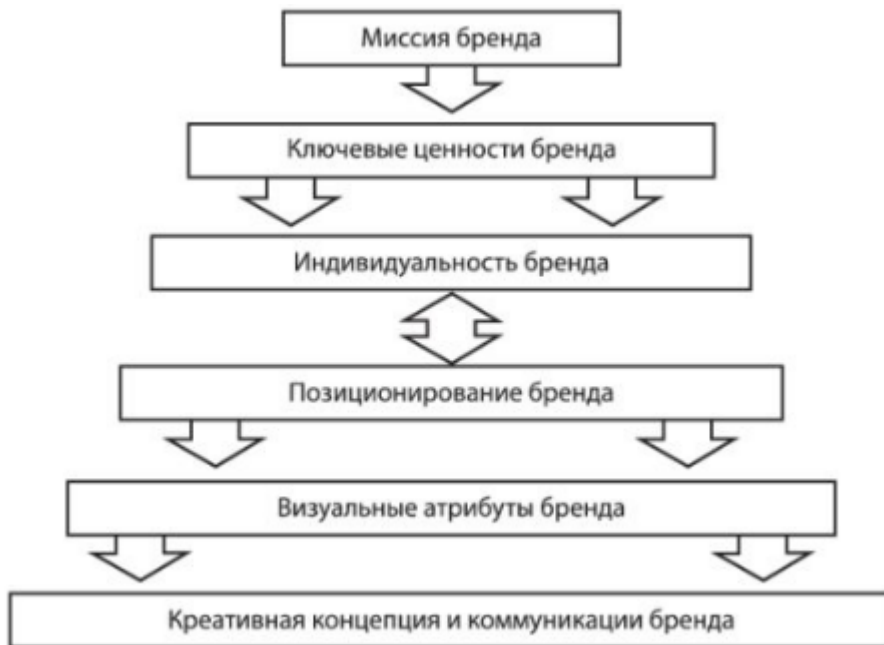 Миссия бренда
Ключевые ценности бренда
Индивидуальность бренда
Позиционирование бренда
Визуальные атрибуты бренда
Креативная концепция и коммуникации бренда